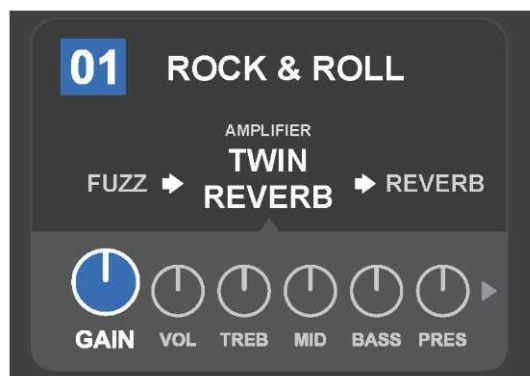 01 ROCK & ROLL
AMPLIFIER
TWIN
FUZZ REVERB REVERB
GAIN VOL TREB MID BASS PRES